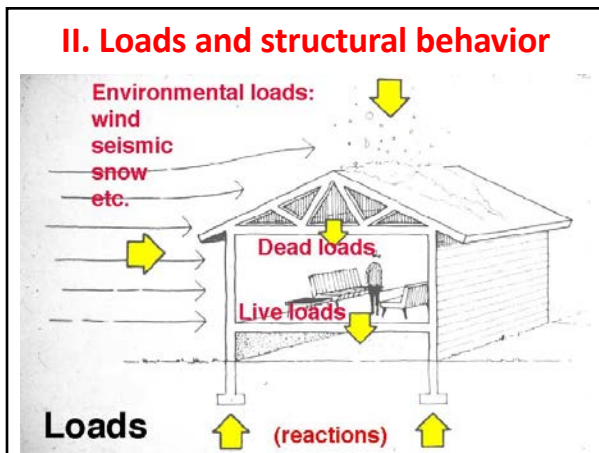 II. Loads and structural behavior
Environmental loads:
wind
seismic
snow
etc.
Dead loads
Live loads
Loads
(reactions)